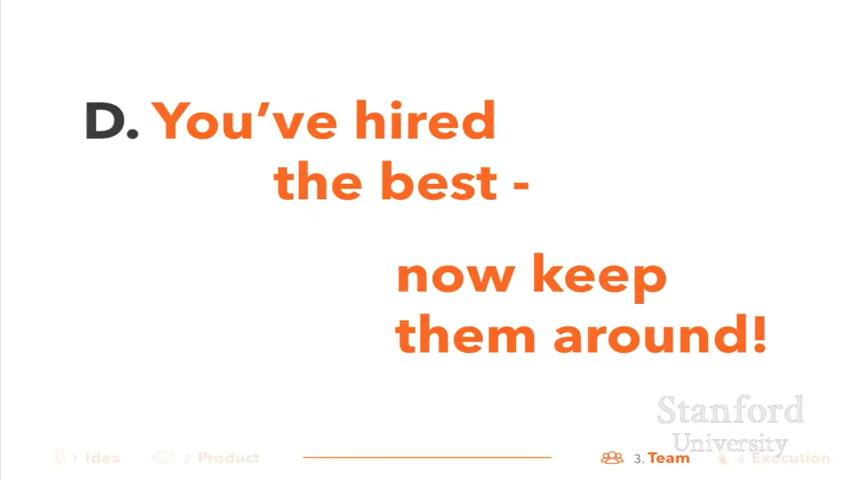 D. You've hired
the best -
now keep
them around!
Stanford
University
1. Idea
2. Product
3. Team
4. Execution